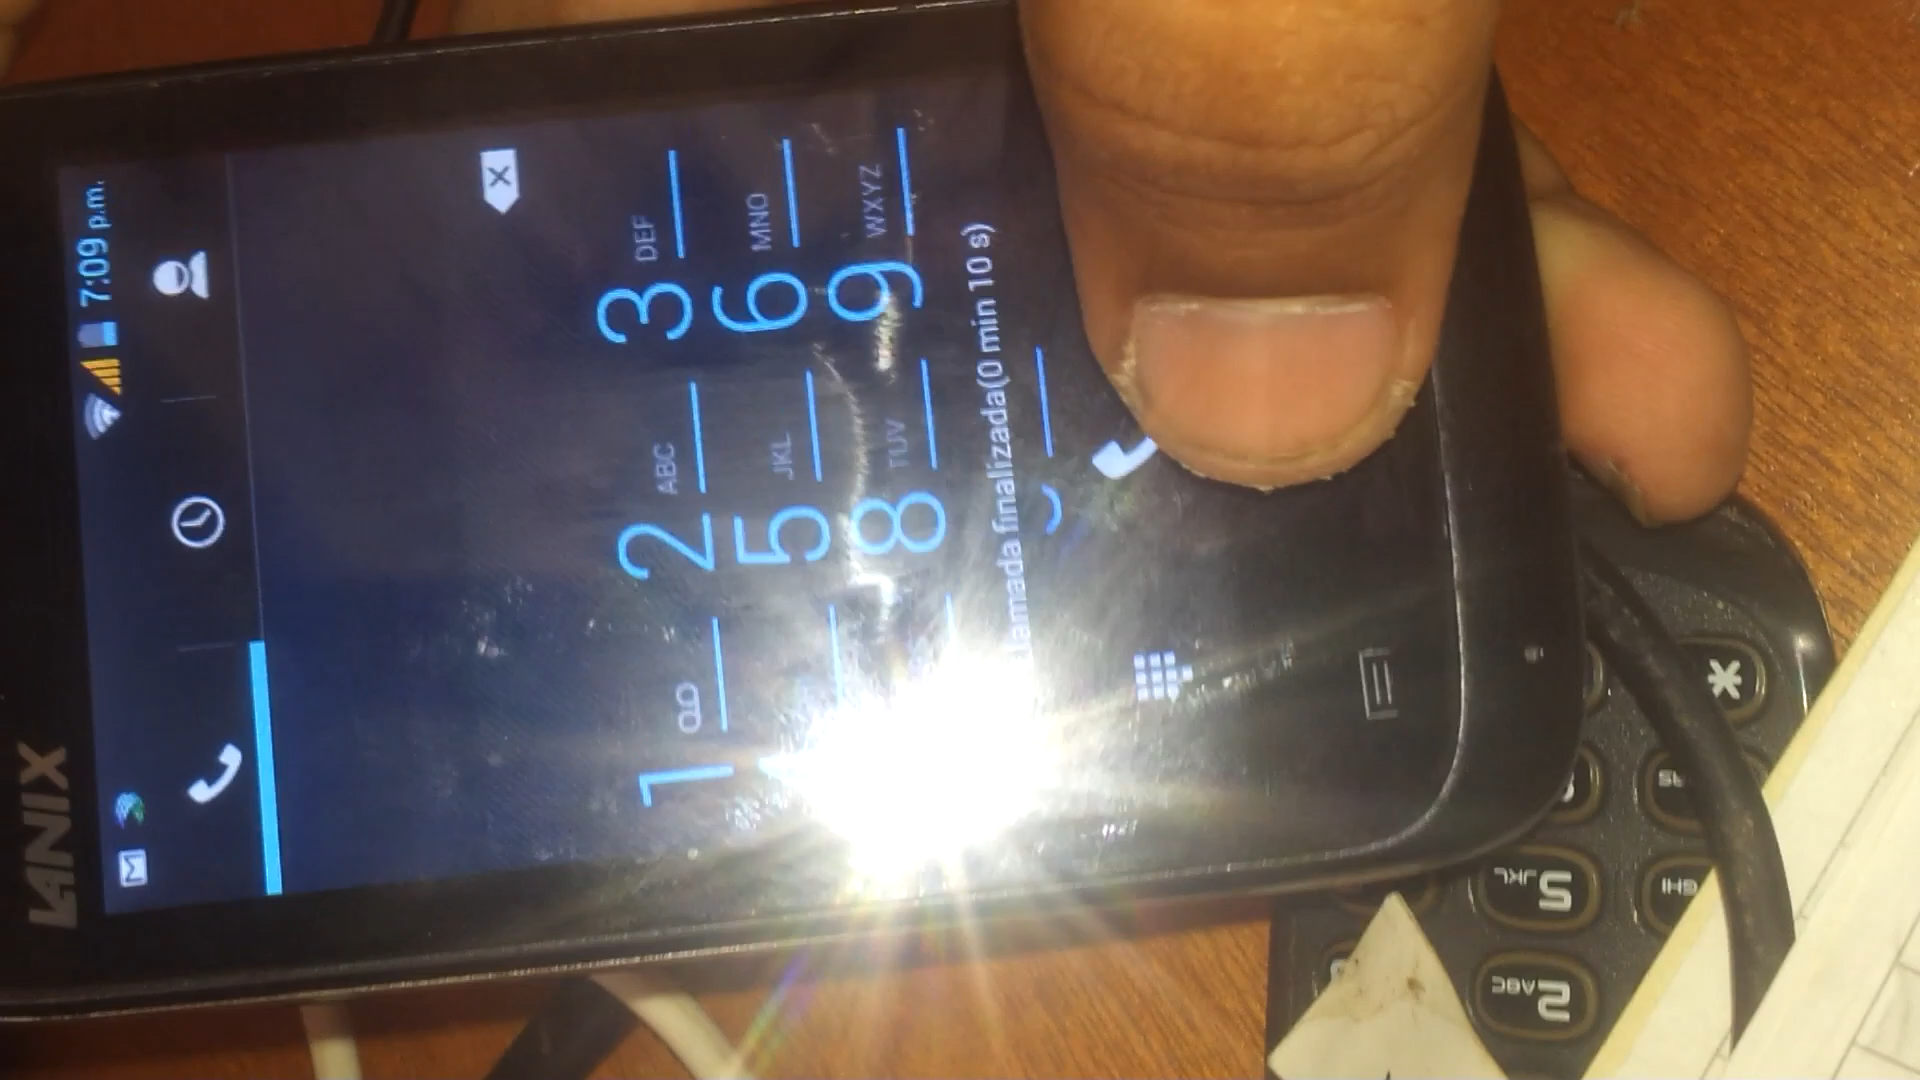 LANIX
7:09 p.m.
1
2 ABC
3 DEF
5 JKL
6 MNO
8 TUV
9 WXYZ
finalizada(0 min 10 s)
*
5 JKL
GHI
2 ABC